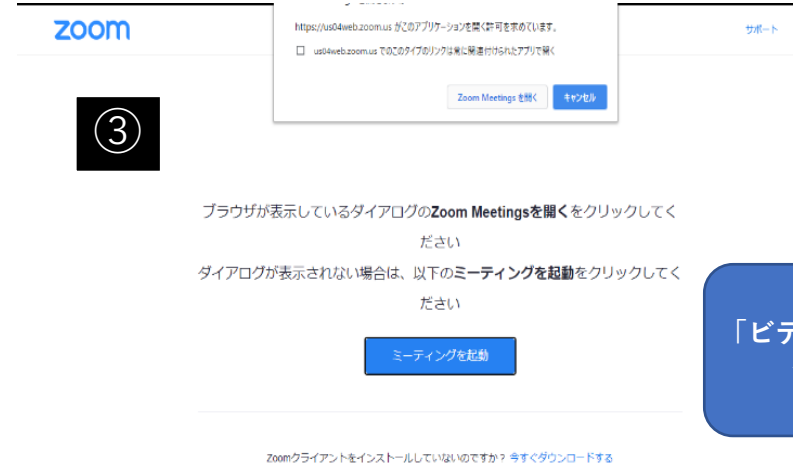 zoom
https://us04web.zoom.us がこのアプリケーションを開く許可を求めています。
サポート
us04web.zoom.us でのこのタイプのリンクは常に関連付けられたアプリで開く
Zoom Meetings を開く
キャンセル
③
ブラウザが表示しているダイアログのZoom Meetingsを開くをクリックしてく
ださい
ダイアログが表示されない場合は、以下のミーティングを起動をクリックしてく
ださい
「ビデ
ミーティングを起動
Zoomクライアントをインストールしていないのですか? 今すぐダウンロードする